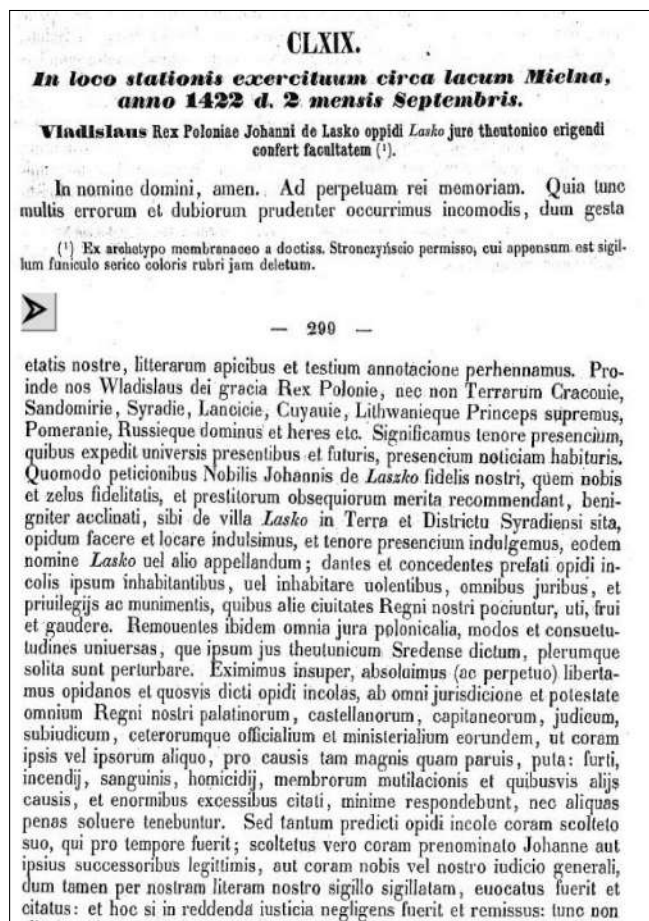 CLXIX.
In loco stationis exercituum circa lacum Mielna,
anno 1422 d. 2 mensis Septembris.
Vladislaus Rex Poloniae Johanni de Lasko oppidi Lasko jure theutonico erigendi
confert facultatem (¹).
In nomine domini, amen. Ad perpetuam rei memoriam. Quia tunc
multis errorum et dubiorum prudenter occurrimus incomodis, dum gesta
(¹) Ex archetypo membranaceo a doctiss. Stronczyńscio permisso, cui appensum est sigil-
lum funiculo serico coloris rubri jam deletum.
— 299 —
etatis nostre, litterarum apicibus et testium annotacione perhennamus. Pro-
inde nos Wladislaus dei gracia Rex Polonie, nec non Terrarum Cracouie,
Sandomirie, Syradie, Lancicie, Cuyauie, Lithwanieque Princeps supremus,
Pomeranie, Russieque dominus et heres etc. Significamus tenore presencium,
quibus expedit universis presentibus et futuris, presencium noticiam habituris.
Quomodo peticionibus Nobilis Johannis de Laszko fidelis nostri, quem nobis
et zelus fidelitatis, et prestitorum obsequiorum merita recommendant, beni-
gniter acclinati, sibi de villa Lasko in Terra et Districtu Syradiensi sita,
opidum facere et locare indulsimus, et tenore presencium indulgemus, eodem
nomine Lasko uel alio appellandum; dantes et concedentes prefati opidi in-
colis ipsum inhabitantibus, uel inhabitare uolentibus, omnibus juribus, et
priuilegijs ac munimentis, quibus alie ciuitates Regni nostri pociuntur, uti, frui
et gaudere. Remouentes ibidem omnia jura polonicalia, modos et consuetu-
tudines uniuersas, que ipsum jus theutunicum Sredense dictum, plerumque
solita sunt perturbare. Eximimus insuper, absoluimus (ac perpetuo) liberta-
mus opidanos et quosvis dicti opidi incolas, ab omni jurisdicione et potestate
omnium Regni nostri palatinorum, castellanorum, capitaneorum, judicum,
subiudicum, ceterorumque officialium et ministerialium eorundem, ut coram
ipsis vel ipsorum aliquo, pro causis tam magnis quam paruis, puta: furti,
incendij, sanguinis, homicidij, membrorum mutilacionis et quibusvis alijs
causis, et enormibus excessibus citati, minime respondebunt, nec aliquas
penas soluere tenebuntur. Sed tantum predicti opidi incole coram scolteto
suo, qui pro tempore fuerit; scoltetus vero coram prenominato Johanne aut
ipsius successoribus legittimis, aut coram nobis vel nostro iudicio generali,
dum tamen per nostram literam nostro sigillo sigillatam, euocatus fuerit et
citatus: et hoc si in reddenda iusticia negligens fuerit et remissus: tunc non